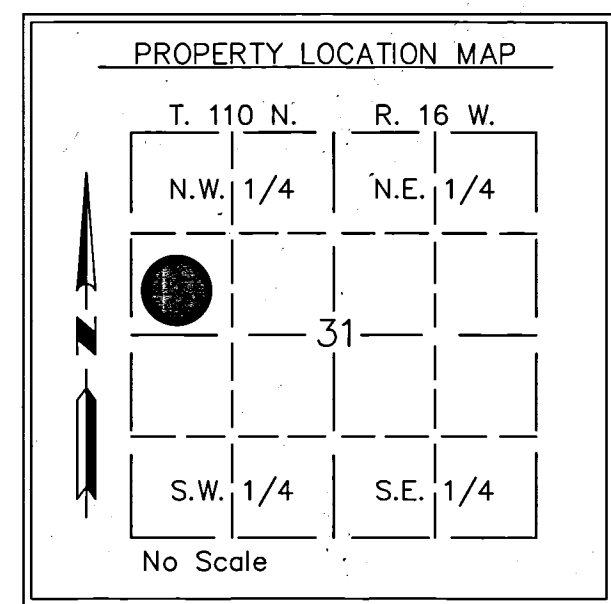 PROPERTY LOCATION MAP
T. 110 N. R. 16 W.
N.W. 1/4 N.E. 1/4
31
N
S.W. 1/4 S.E. 1/4
No Scale